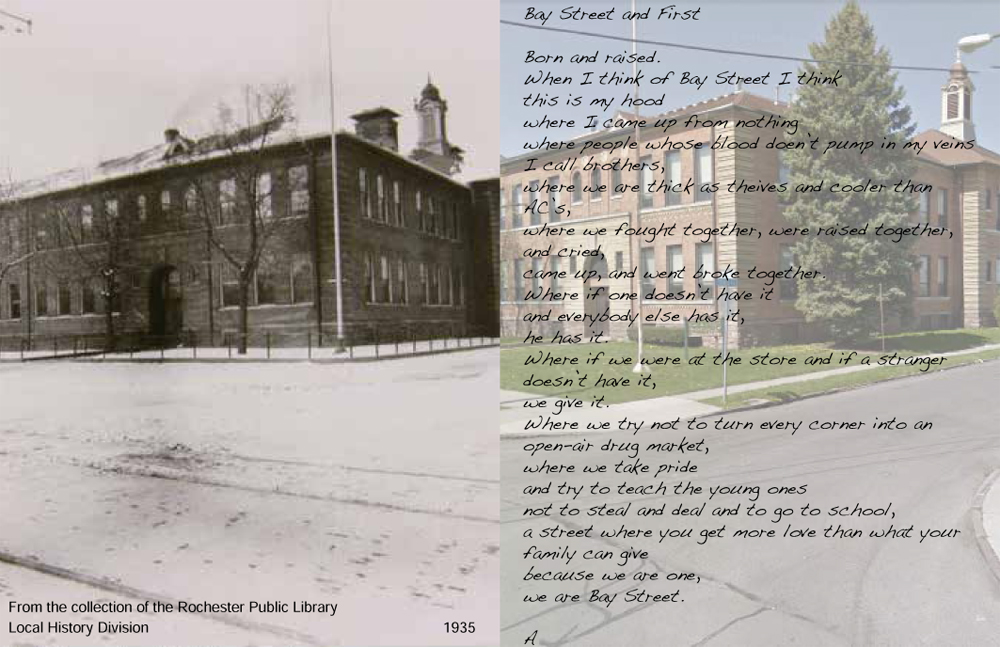 Bay Street and First
Born and raised.
When I think of Bay Street I think
this is my hood
where I came up from nothing
where people whose blood doen't pump in my veins
I call brothers,
where we are thick as theives and cooler than
AC's,
where we fought together, were raised together,
and cried,
came up, and went broke together.
Where if one doesn't have it
and everybody else has it,
he has it.
Where if we were at the store and if a stranger
doesn't have it,
we give it.
Where we try not to turn every corner into an
open-air drug market,
where we take pride
and try to teach the young ones
not to steal and deal and to go to school,
a street where you get more love than what your
family can give
because we are one,
we are Bay Street.
A
From the collection of the Rochester Public Library
Local History Division
1935